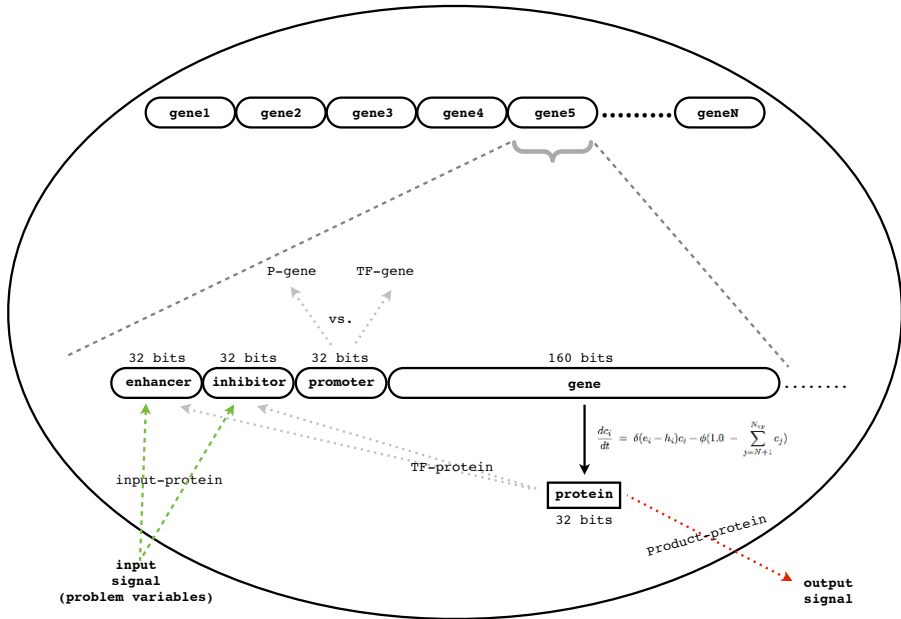 gene1 gene2 gene3 gene4 gene5 geneN
P-gene TF-gene
vs.
32 bits 32 bits 32 bits 160 bits
enhancer inhibitor promoter gene
dc_i/dt = δ(e_i − h_i)c_i − ϕ(1.0 − ∑_{j=N+1}^{N_{vp}} c_j)
TF-protein
input-protein
protein
32 bits
Product-protein
input
signal
(problem variables)
output
signal